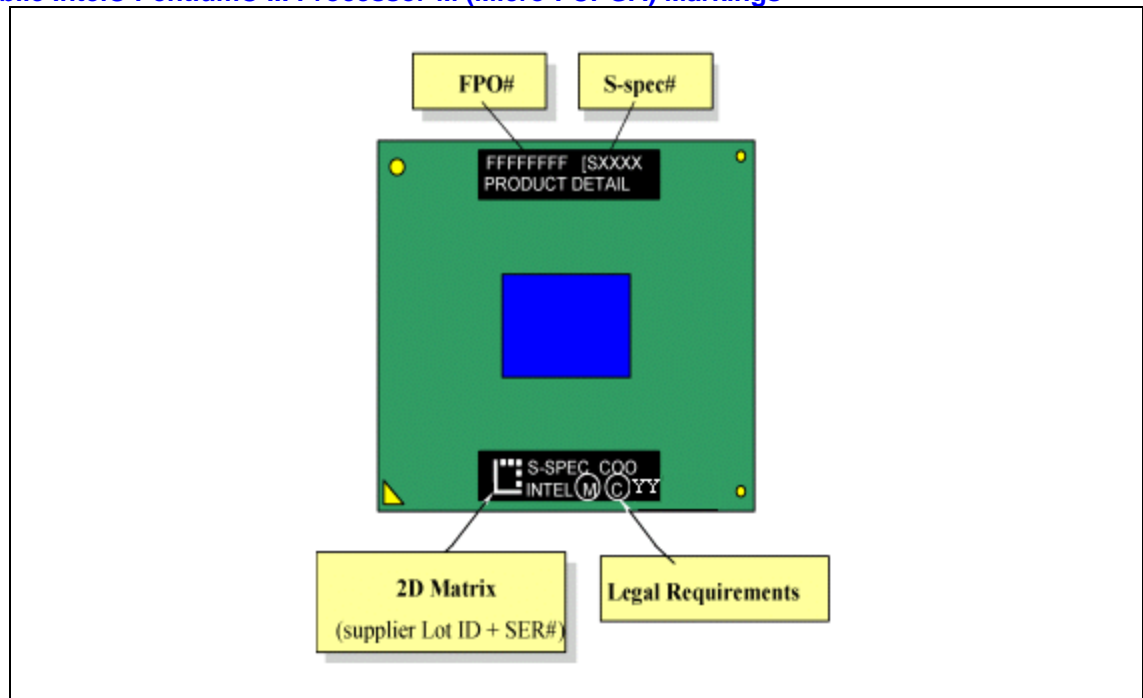 FPO#
S-spec#
FFFFFFFF [SXXXX
PRODUCT DETAIL
S-SPEC COO
INTEL M C YY
2D Matrix
(supplier Lot ID + SER#)
Legal Requirements